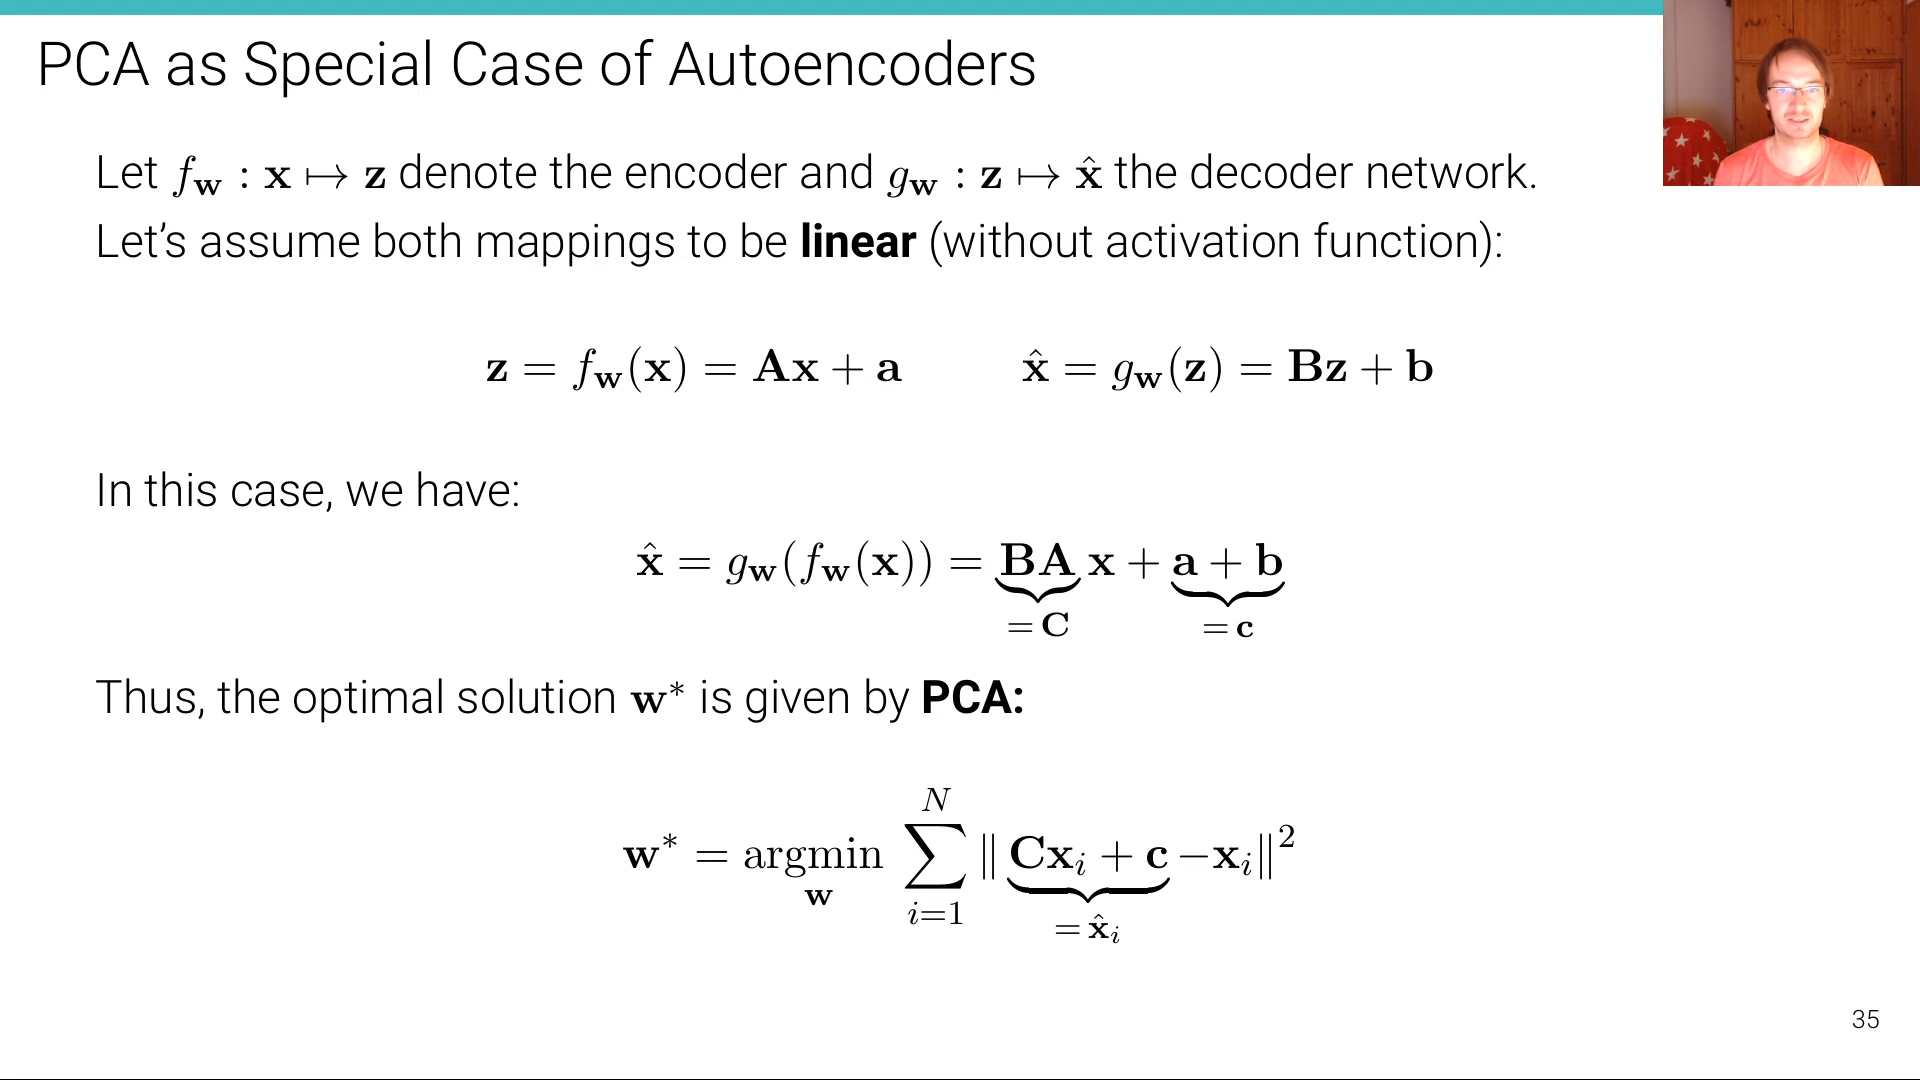 PCA as Special Case of Autoencoders
Let f_w : x ↦ z denote the encoder and g_w : z ↦ x̂ the decoder network.
Let’s assume both mappings to be linear (without activation function):
z = f_w(x) = Ax + a    x̂ = g_w(z) = Bz + b
In this case, we have:
x̂ = g_w(f_w(x)) = BA x + a + b
= C    = c
Thus, the optimal solution w* is given by PCA:
w* = argmin_w ∑_{i=1}^{N} ‖ Cx_i + c −x_i‖²
= x̂_i
35